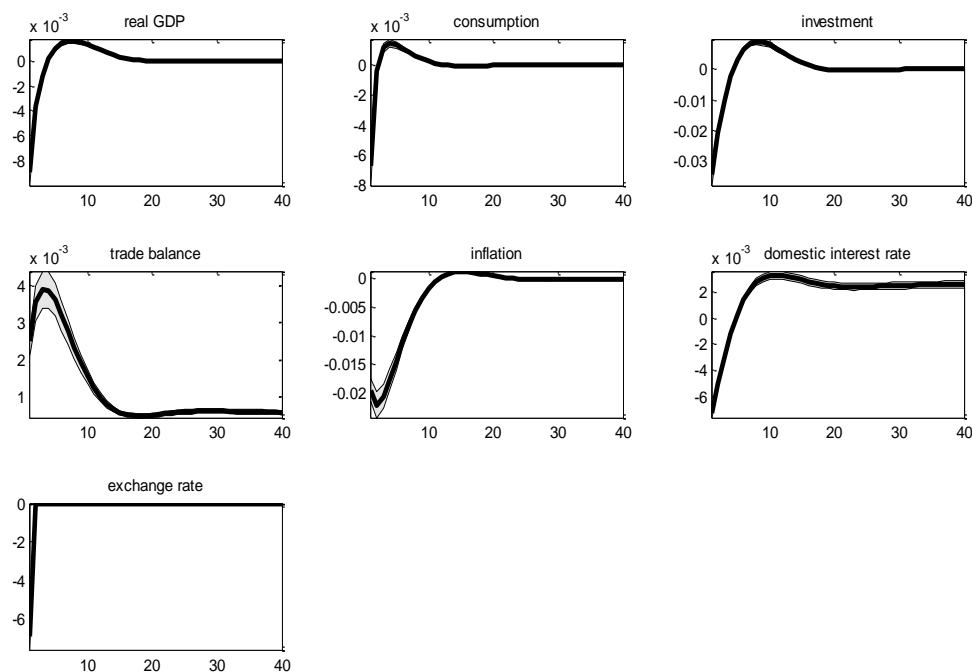 real GDP
x 10^-3
0
-2
-4
-6
-8
10 20 30 40
consumption
x 10^-3
0
-2
-4
-6
-8
10 20 30 40
investment
0
-0.01
-0.02
-0.03
10 20 30 40
trade balance
x 10^-3
4
3
2
1
10 20 30 40
inflation
0
-0.005
-0.01
-0.015
-0.02
10 20 30 40
domestic interest rate
x 10^-3
2
0
-2
-4
-6
10 20 30 40
exchange rate
0
-2
-4
-6
10 20 30 40